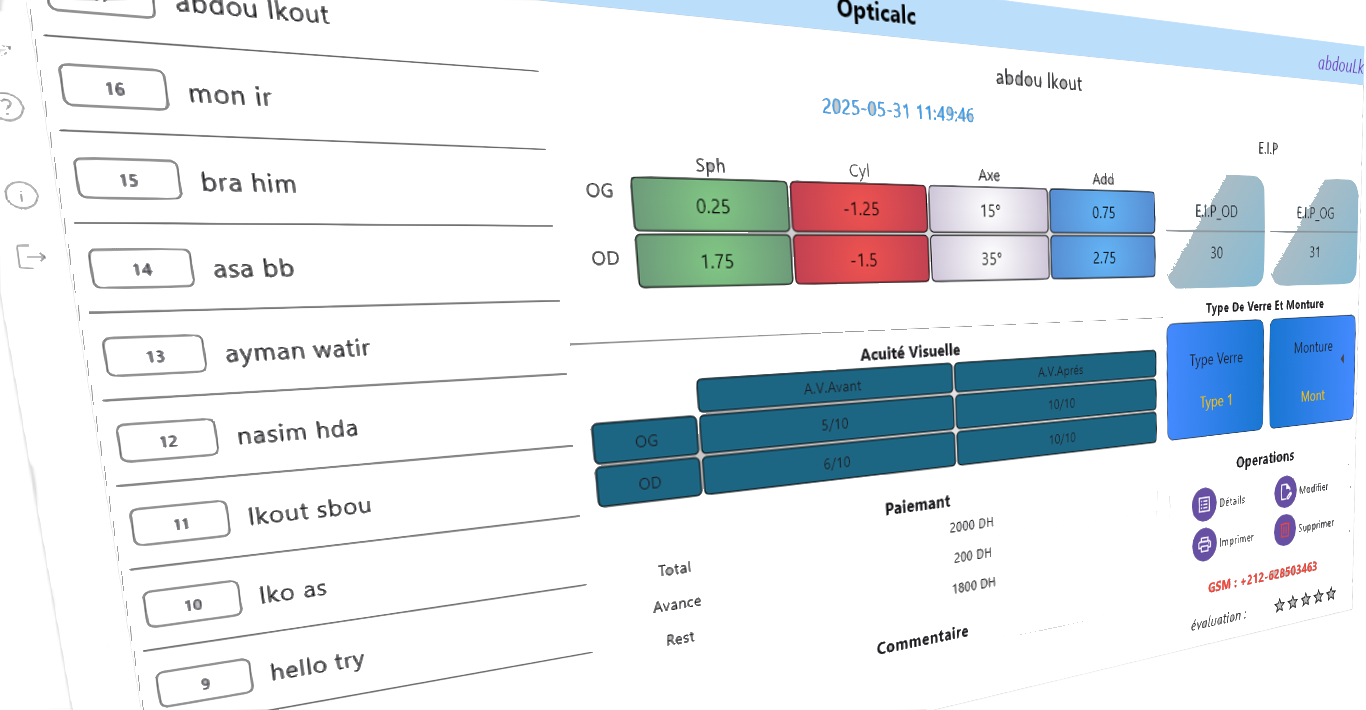 Opticalc
abdou lkout
16 mon ir
15 bra him
14 asa bb
13 ayman watir
12 nasim hda
11 lkout sbou
10 lko as
9 hello try
abdou lkout
2025-05-31 11:49:46
Sph Cyl Axe Add
OG 0.25 -1.25 15° 0.75
OD 1.75 -1.5 35° 2.75
Acuité Visuelle
A.V.Avant A.V.Aprés
OG 5/10 10/10
OD 6/10 10/10
Paiemant
Total 2000 DH
Avance 200 DH
Rest 1800 DH
Commentaire
E.I.P
E.I.P_OD E.I.P_OG
30 31
Type De Verre Et Monture
Type Verre Monture
Type 1 Mont
Operations
Détails Modifier
Imprimer Supprimer
GSM : +212-628503463
évaluation :